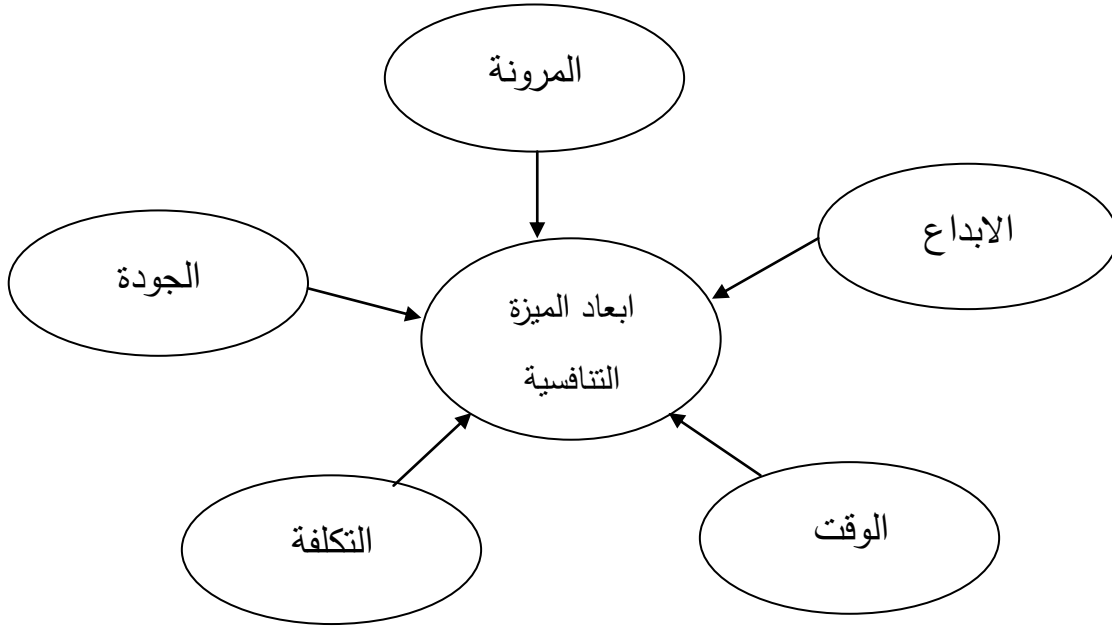 المرونة
الابداع
الجودة
ابعاد الميزة
التنافسية
الوقت
التكلفة